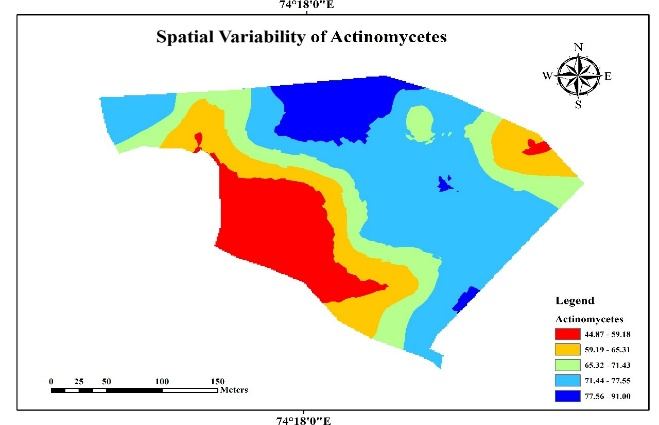 74°18'0"E
Spatial Variability of Actinomycetes
N
W E
S
Legend
Actinomycetes
44.87 - 59.18
59.19 - 65.31
65.32 - 71.43
71.44 - 77.55
77.56 - 91.00
0 25 50 100 150
Meters
74°18'0"E